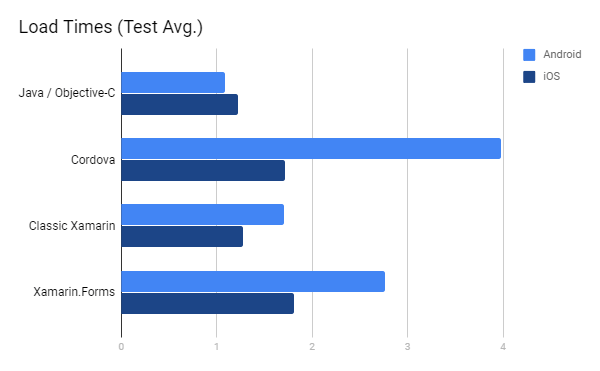 Load Times (Test Avg.)
Android
iOS
Java / Objective-C
Cordova
Classic Xamarin
Xamarin.Forms
0 1 2 3 4